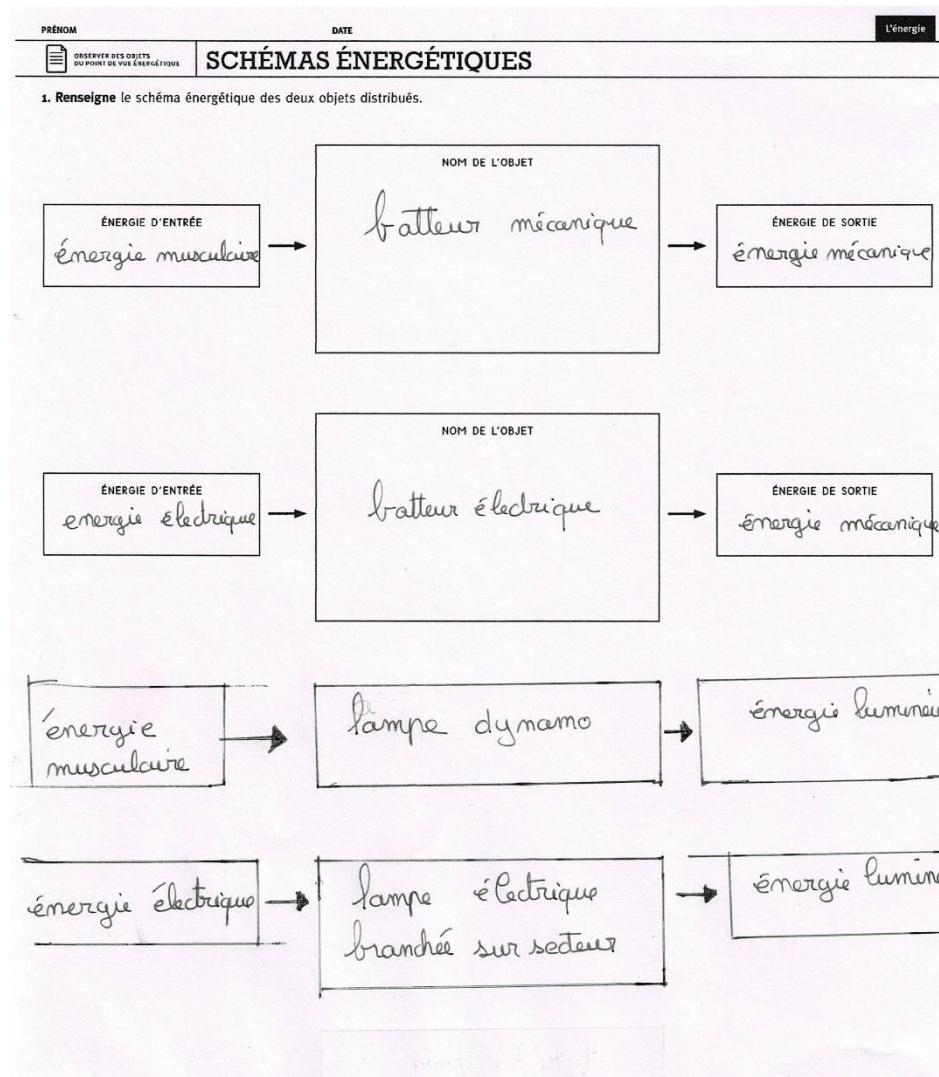 PRÉNOM DATE L'énergie
OBSERVER DES OBJETS
DU POINT DE VUE ÉNERGÉTIQUE
SCHÉMAS ÉNERGÉTIQUES
1. Renseigne le schéma énergétique des deux objets distribués.
NOM DE L'OBJET
batteur mécanique
ÉNERGIE D'ENTRÉE
énergie musculaire
ÉNERGIE DE SORTIE
énergie mécanique
NOM DE L'OBJET
batteur électrique
ÉNERGIE D'ENTRÉE
energie électrique
ÉNERGIE DE SORTIE
énergie mécanique
énergie
musculaire
lampe dynamo
énergie
énergie électrique
lampe électrique
branchée sur secteur
énergie